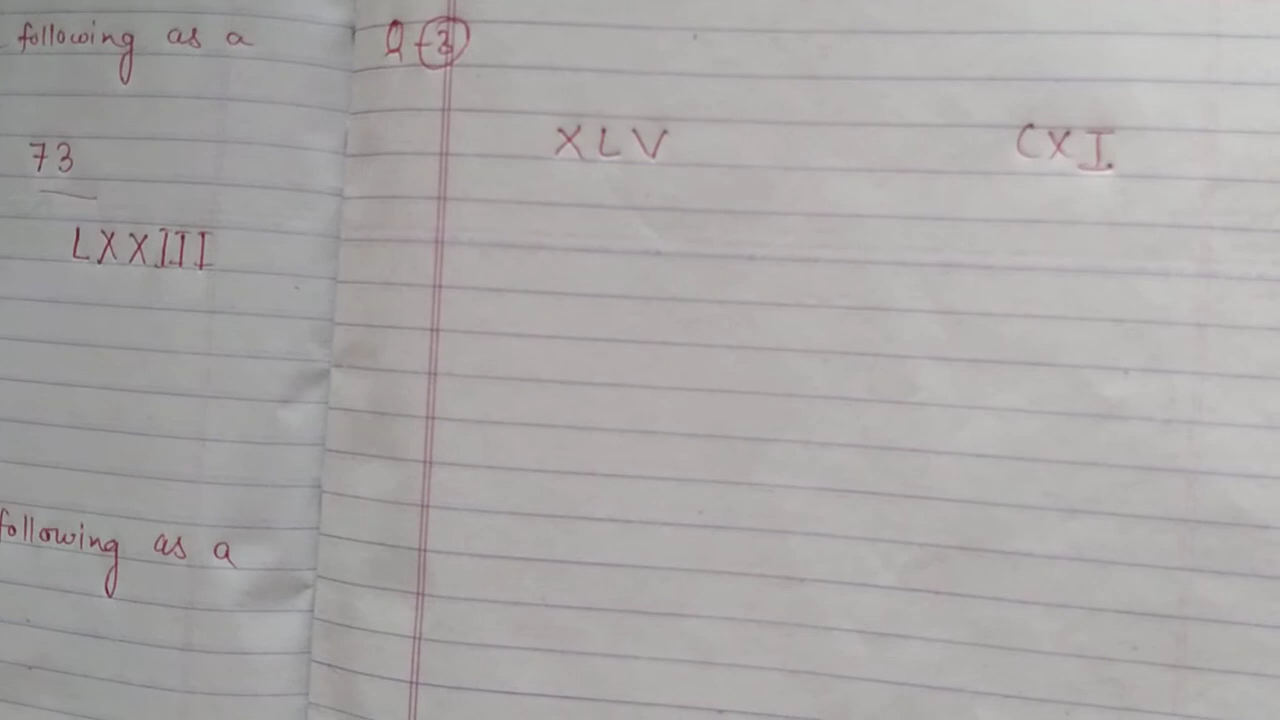 following as a
73
LXXIII
following as a
Q-3
XLV CXI